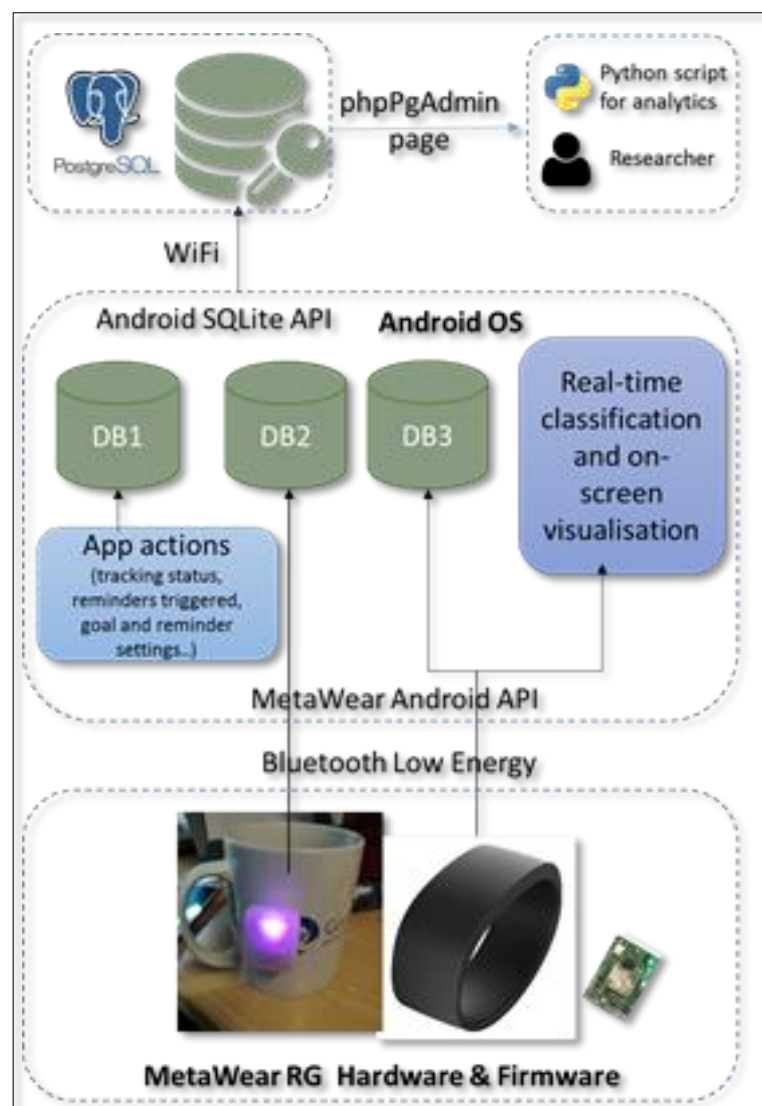 PostgreSQL
phpPgAdmin
page
Python script
for analytics
Researcher
WiFi
Android SQLite API
Android OS
DB1
DB2
DB3
Real-time
classification
and on-
screen
visualisation
App actions
(tracking status,
reminders triggered,
goal and reminder
settings..)
MetaWear Android API
Bluetooth Low Energy
MetaWear RG Hardware & Firmware